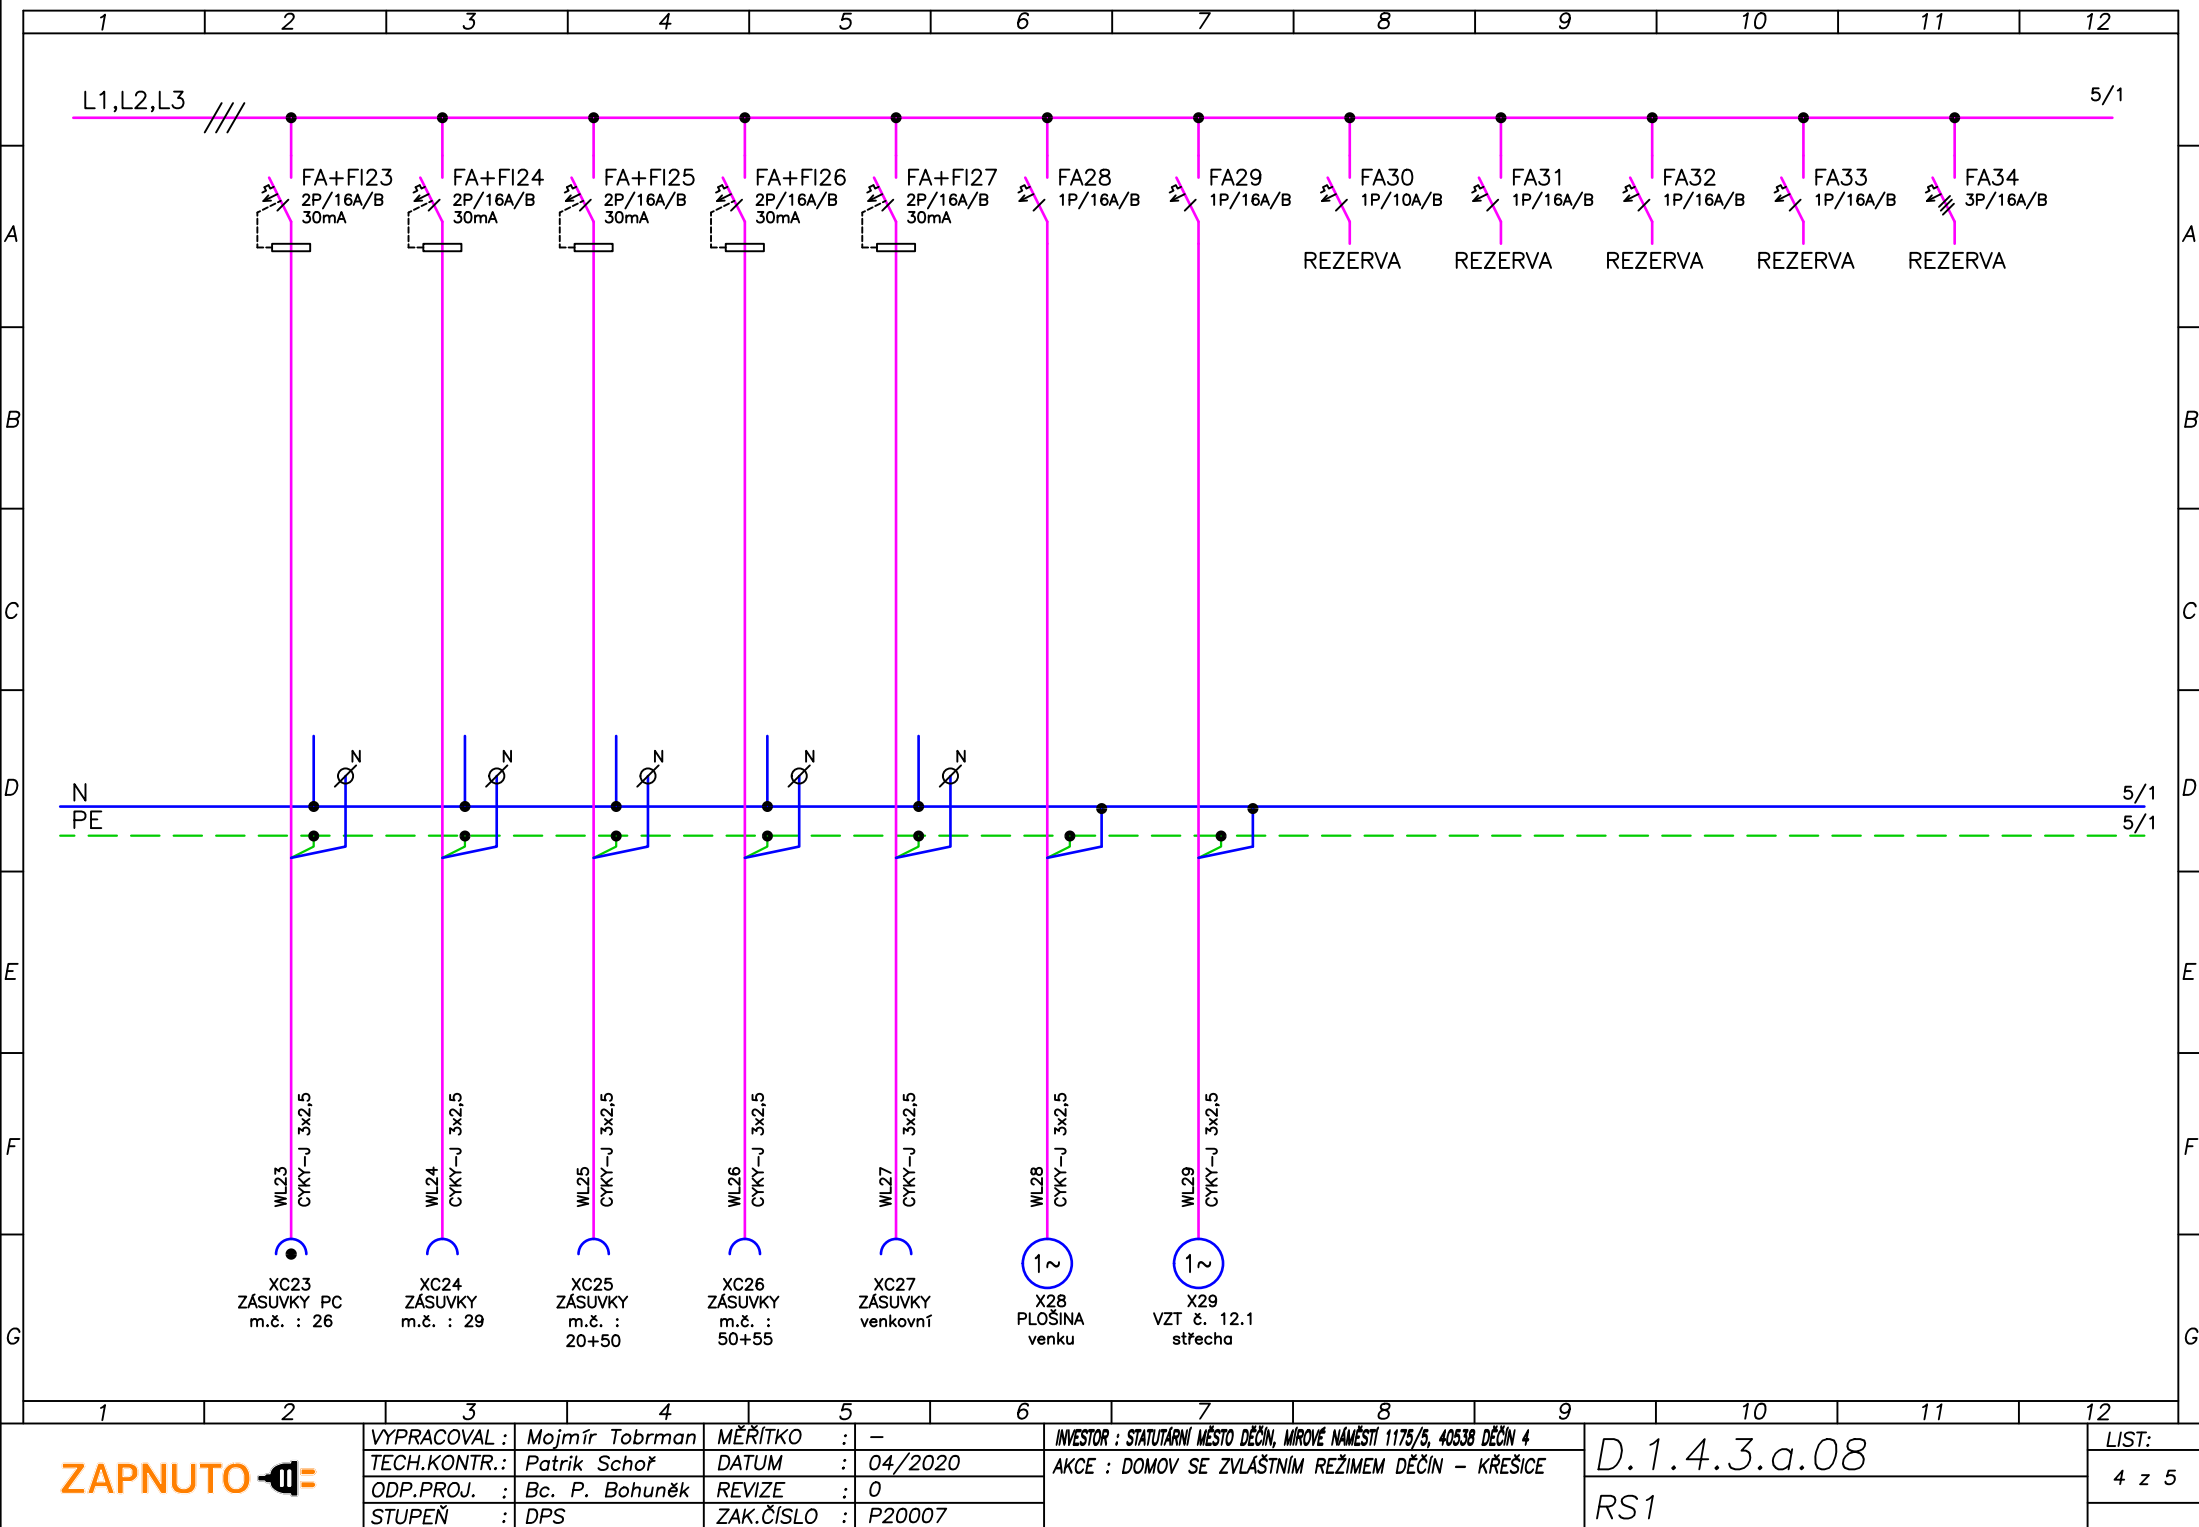 1 2 3 4 5 6 7 8 9 10 11 12
L1,L2,L3
5/1
FA+FI23
2P/16A/B
30mA
FA+FI24
2P/16A/B
30mA
FA+FI25
2P/16A/B
30mA
FA+FI26
2P/16A/B
30mA
FA+FI27
2P/16A/B
30mA
FA28
1P/16A/B
FA29
1P/16A/B
FA30
1P/10A/B
REZERVA
FA31
1P/16A/B
REZERVA
FA32
1P/16A/B
REZERVA
FA33
1P/16A/B
REZERVA
FA34
3P/16A/B
REZERVA
A A
B B
C C
D D
N N N N N
N
5/1
PE
5/1
E E
F F
WL23
CYKY-J 3x2,5
WL24
CYKY-J 3x2,5
WL25
CYKY-J 3x2,5
WL26
CYKY-J 3x2,5
WL27
CYKY-J 3x2,5
WL28
CYKY-J 3x2,5
WL29
CYKY-J 3x2,5
XC23
ZÁSUVKY PC
m.č. : 26
XC24
ZÁSUVKY
m.č. : 29
XC25
ZÁSUVKY
m.č. :
20+50
XC26
ZÁSUVKY
m.č. :
50+55
XC27
ZÁSUVKY
venkovní
1~
X28
PLOŠINA
venku
1~
X29
VZT č. 12.1
střecha
G G
1 2 3 4 5 6 7 8 9 10 11 12
ZAPNUTO
VYPRACOVAL : Mojmír Tobrman
TECH.KONTR.: Patrik Schoř
ODP.PROJ. : Bc. P. Bohuněk
STUPEŇ : DPS
MĚŘÍTKO : –
DATUM : 04/2020
REVIZE : 0
ZAK.ČÍSLO : P20007
INVESTOR : STATUTÁRNÍ MĚSTO DĚČÍN, MÍROVÉ NÁMĚSTÍ 1175/5, 40538 DĚČÍN 4
AKCE : DOMOV SE ZVLÁŠTNÍM REŽIMEM DĚČÍN – KŘEŠICE
D.1.4.3.a.08
RS1
LIST:
4 z 5